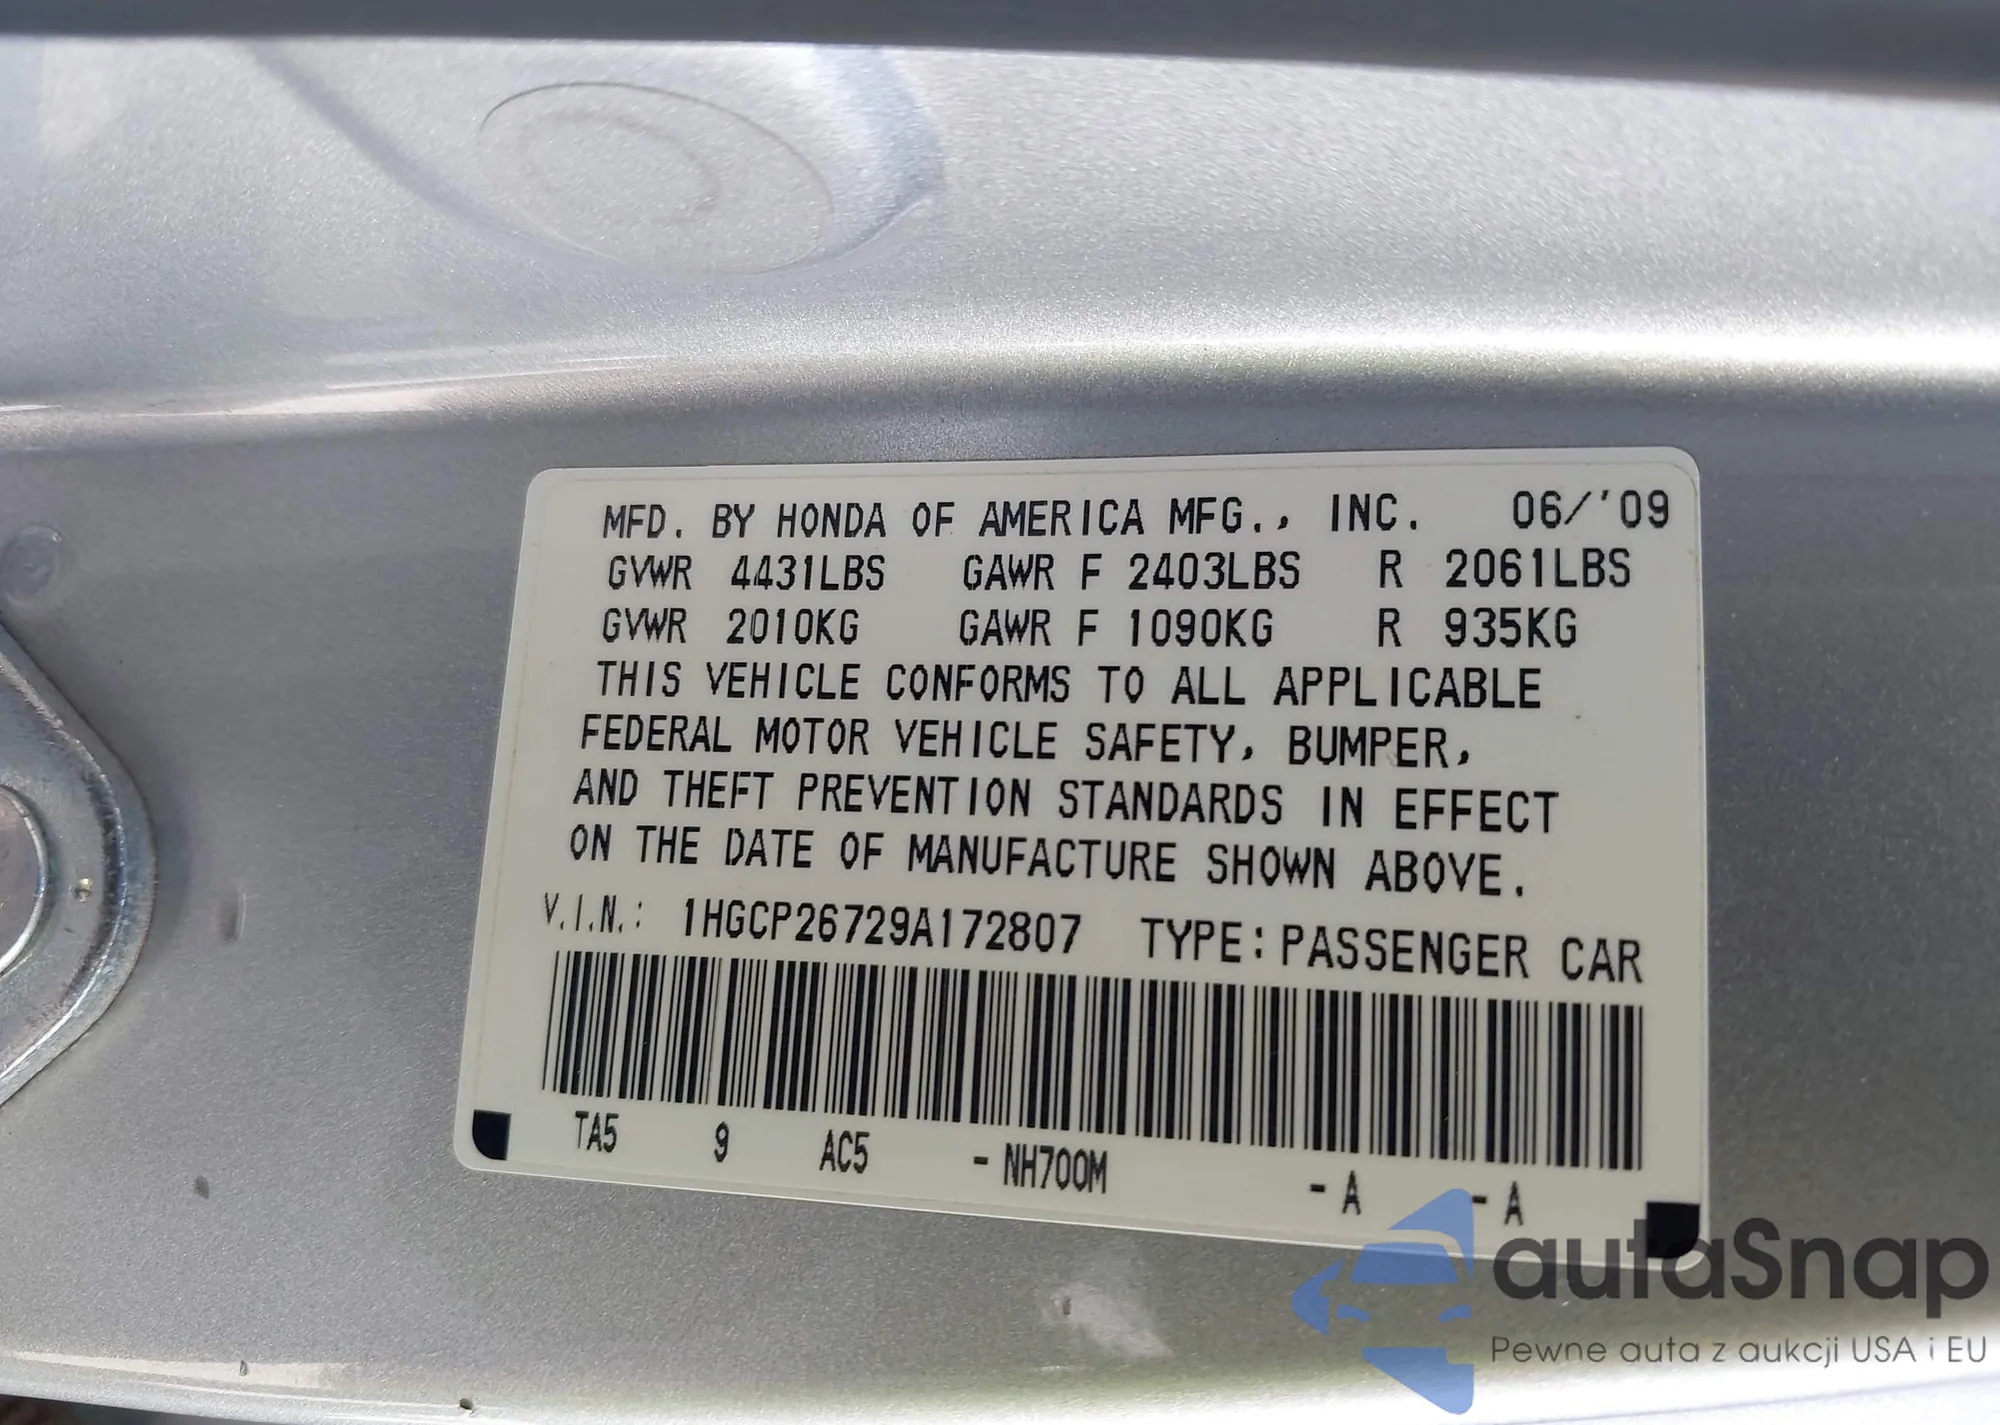 MFD. BY HONDA OF AMERICA MFG., INC. 06/'09
GVWR 4431LBS GAWR F 2403LBS R 2061LBS
GVWR 2010KG GAWR F 1090KG R 935KG
THIS VEHICLE CONFORMS TO ALL APPLICABLE
FEDERAL MOTOR VEHICLE SAFETY, BUMPER,
AND THEFT PREVENTION STANDARDS IN EFFECT
ON THE DATE OF MANUFACTURE SHOWN ABOVE.
V.I.N.: 1HGCP26729A172807 TYPE:PASSENGER CAR
TA5 9 AC5 -NH700M -A -A
autaSnap
Pewne auta z aukcji USA i EU